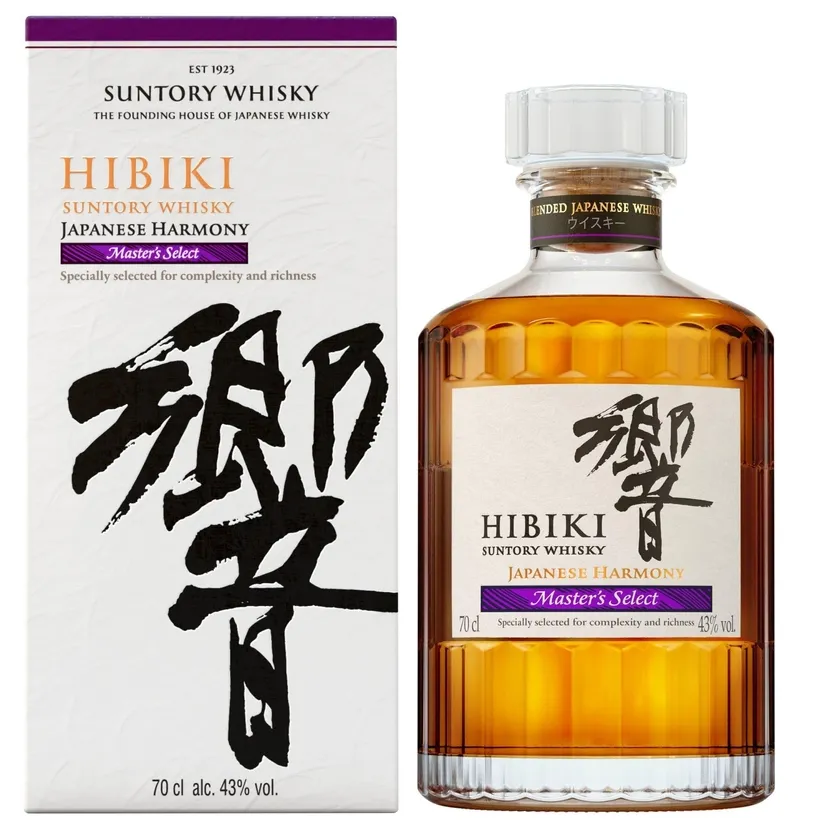 EST 1923
SUNTORY WHISKY
THE FOUNDING HOUSE OF JAPANESE WHISKY
HIBIKI
SUNTORY WHISKY
JAPANESE HARMONY
Master's Select
Specially selected for complexity and richness
響
70 cl alc. 43% vol.
BLENDED JAPANESE WHISKY
ウイスキー
響
HIBIKI
SUNTORY WHISKY
JAPANESE HARMONY
Master's Select
70 cl Specially selected for complexity and richness 43% vol.